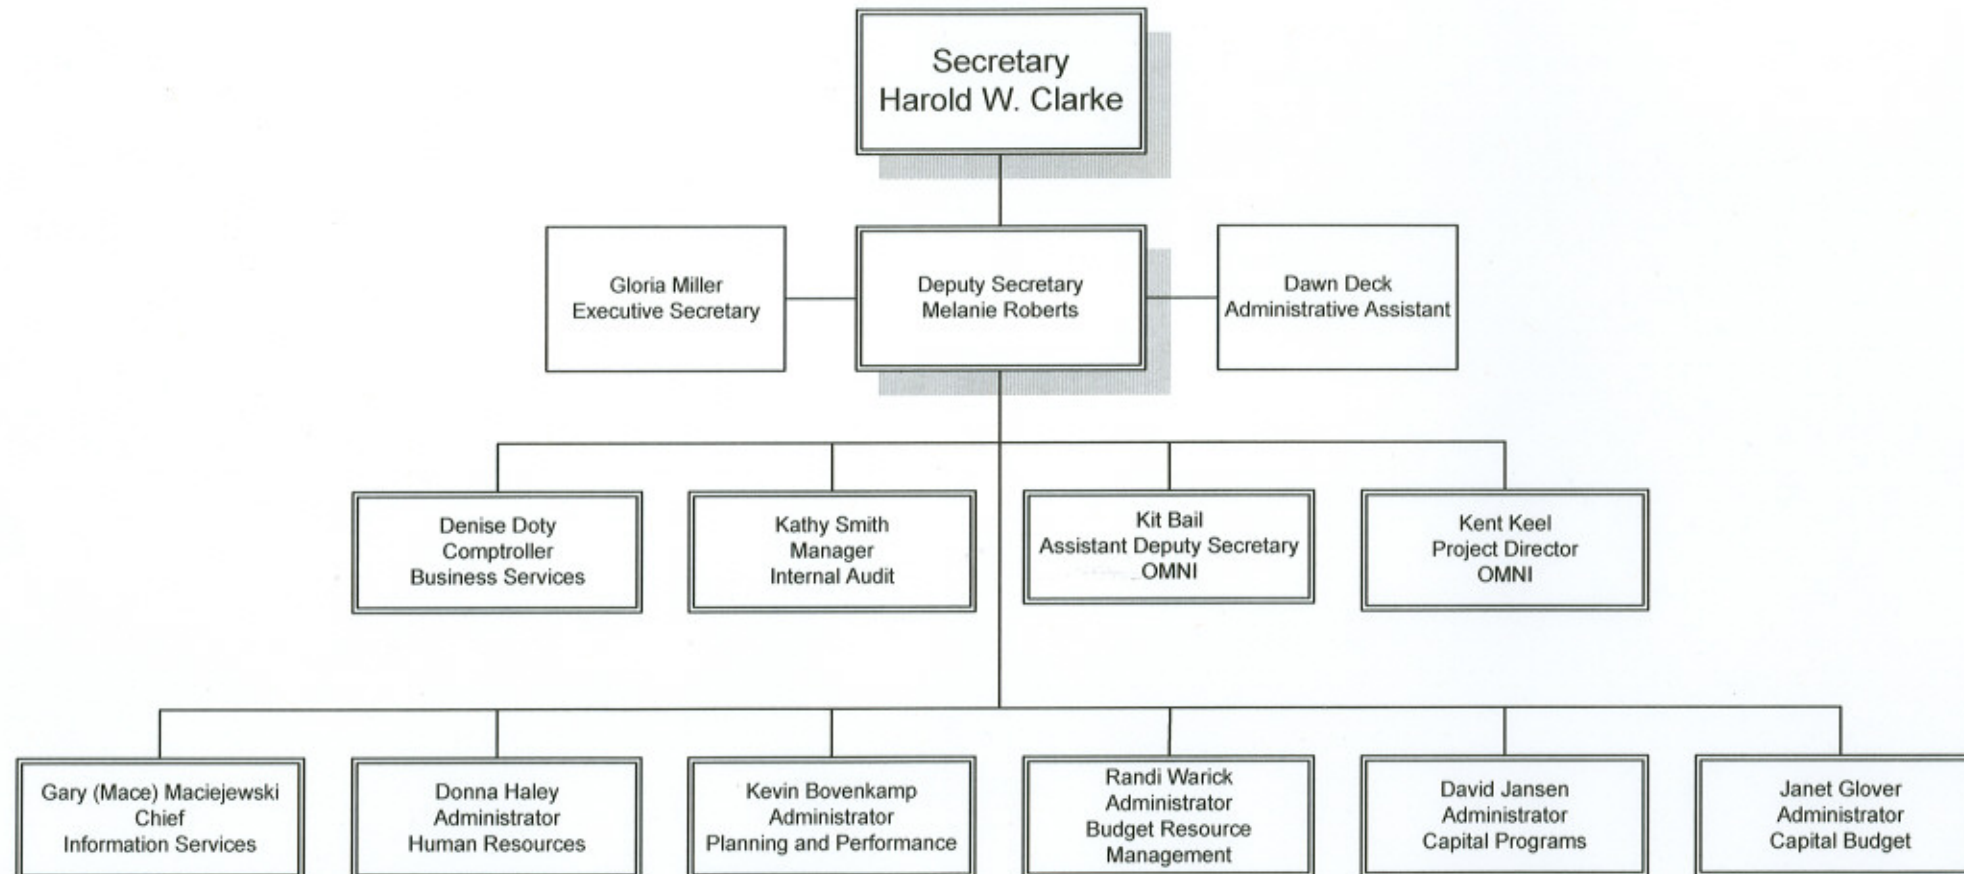 Secretary
Harold W. Clarke
Gloria Miller
Executive Secretary
Deputy Secretary
Melanie Roberts
Dawn Deck
Administrative Assistant
Denise Doty
Comptroller
Business Services
Kathy Smith
Manager
Internal Audit
Kit Bail
Assistant Deputy Secretary
OMNI
Kent Keel
Project Director
OMNI
Gary (Mace) Maciejewski
Chief
Information Services
Donna Haley
Administrator
Human Resources
Kevin Bovenkamp
Administrator
Planning and Performance
Randi Warick
Administrator
Budget Resource
Management
David Jansen
Administrator
Capital Programs
Janet Glover
Administrator
Capital Budget